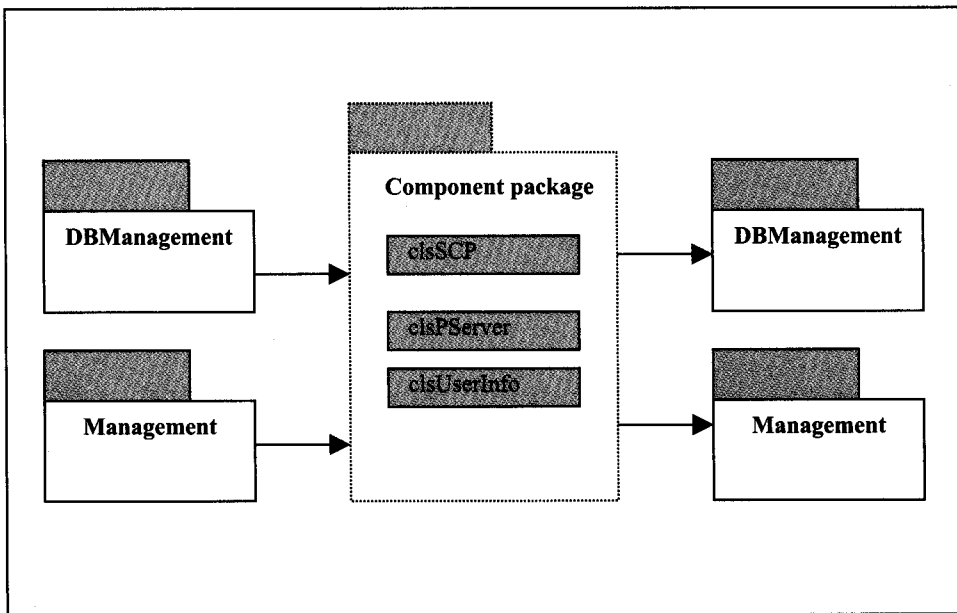 Component package
DBManagement
clsSCP
DBManagement
clsPServer
clsUserInfo
Management
Management